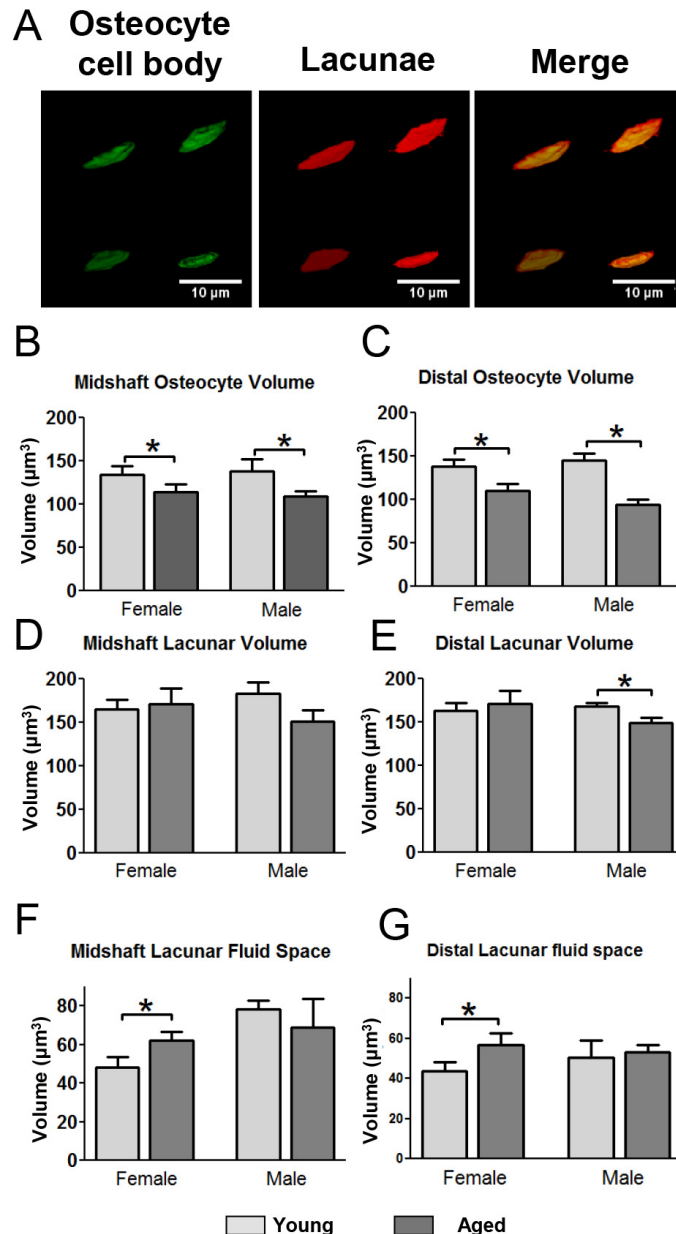 A
Osteocyte
cell body
Lacunae
Merge
10 µm
10 µm
10 µm
B
Midshaft Osteocyte Volume
Volume (µm³)
200
150
100
50
0
*
*
Female
Male
C
Distal Osteocyte Volume
Volume (µm³)
200
150
100
50
0
*
*
Female
Male
D
Midshaft Lacunar Volume
Volume (µm³)
200
150
100
50
0
Female
Male
E
Distal Lacunar Volume
Volume (µm³)
200
150
100
50
0
*
Female
Male
F
Midshaft Lacunar Fluid Space
Volume (µm³)
80
60
40
20
0
*
Female
Male
G
Distal Lacunar fluid space
Volume (µm³)
80
60
40
20
0
*
Female
Male
Young
Aged